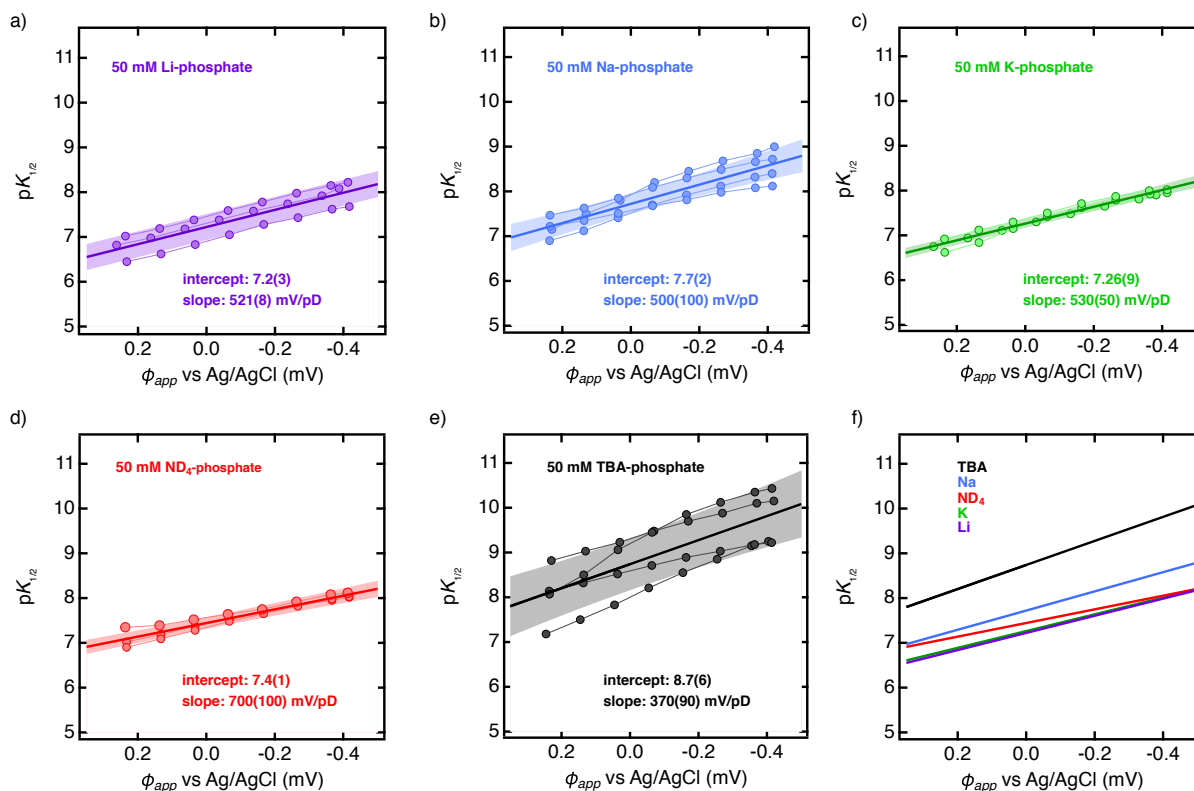 a)
50 mM Li-phosphate
11
10
9
8
7
6
5
pK1/2
intercept: 7.2(3)
slope: 521(8) mV/pD
0.2 0.0 -0.2 -0.4
ϕapp vs Ag/AgCl (mV)
b)
50 mM Na-phosphate
11
10
9
8
7
6
5
pK1/2
intercept: 7.7(2)
slope: 500(100) mV/pD
0.2 0.0 -0.2 -0.4
ϕapp vs Ag/AgCl (mV)
c)
50 mM K-phosphate
11
10
9
8
7
6
5
pK1/2
intercept: 7.26(9)
slope: 530(50) mV/pD
0.2 0.0 -0.2 -0.4
ϕapp vs Ag/AgCl (mV)
d)
50 mM ND4-phosphate
11
10
9
8
7
6
5
pK1/2
intercept: 7.4(1)
slope: 700(100) mV/pD
0.2 0.0 -0.2 -0.4
ϕapp vs Ag/AgCl (mV)
e)
50 mM TBA-phosphate
11
10
9
8
7
6
5
pK1/2
intercept: 8.7(6)
slope: 370(90) mV/pD
0.2 0.0 -0.2 -0.4
ϕapp vs Ag/AgCl (mV)
f)
TBA
Na
ND4
K
Li
11
10
9
8
7
6
5
pK1/2
0.2 0.0 -0.2 -0.4
ϕapp vs Ag/AgCl (mV)